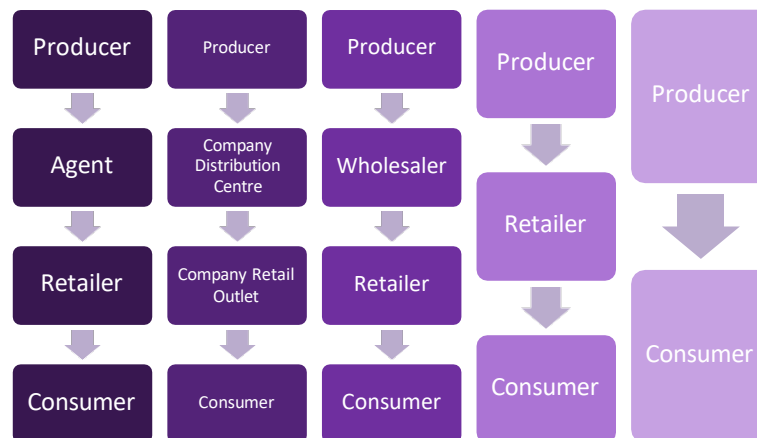 Producer
Agent
Retailer
Consumer
Producer
Company
Distribution
Centre
Company Retail
Outlet
Consumer
Producer
Wholesaler
Retailer
Consumer
Producer
Retailer
Consumer
Producer
Consumer